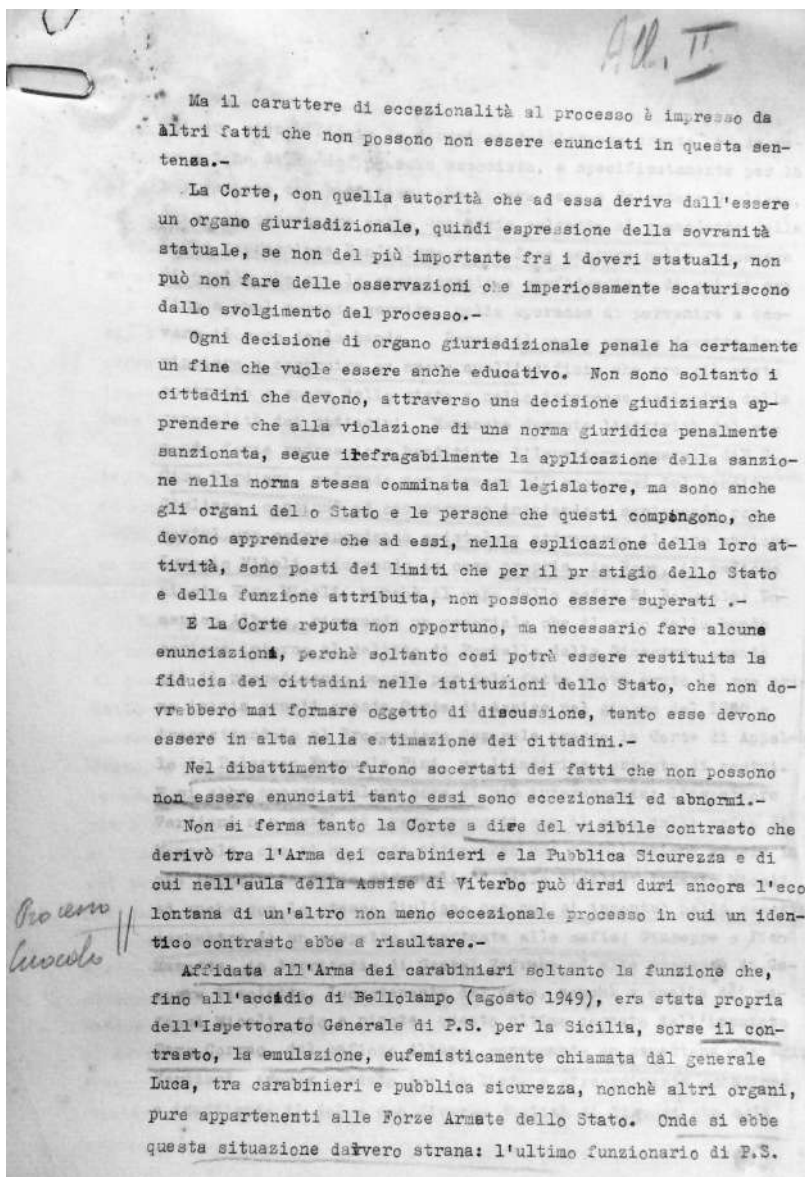 All. II
Ma il carattere di eccezionalità al processo è impresso da
altri fatti che non possono non essere enunciati in questa sen-
tenza.-
La Corte, con quella autorità che ad essa deriva dall'essere
un organo giurisdizionale, quindi espressione della sovranità
statuale, se non del più importante fra i doveri statuali, non
può non fare delle osservazioni che imperiosamente scaturiscono
dallo svolgimento del processo.-
Ogni decisione di organo giurisdizionale penale ha certamente
un fine che vuole essere anche educativo. Non sono soltanto i
cittadini che devono, attraverso una decisione giudiziaria ap-
prendere che alla violazione di una norma giuridica penalmente
sanzionata, segue irefragabilmente la applicazione della sanzio-
ne nella norma stessa comminata dal legislatore, ma sono anche
gli organi del o Stato e le persone che questi compongono, che
devono apprendere che ad essi, nella esplicazione della loro at-
tività, sono posti dei limiti che per il pr stigio dello Stato
e della funzione attribuita, non possono essere superati .-
E la Corte reputa non opportuno, ma necessario fare alcune
enunciazioni, perchè soltanto così potrà essere restituita la
fiducia dei cittadini nelle istituzioni dello Stato, che non do-
vrebbero mai formare oggetto di discussione, tanto esse devono
essere in alta nella estimazione dei cittadini.-
Nel dibattimento furono accertati dei fatti che non possono
non essere enunciati tanto essi sono eccezionali ed abnormi.-
Non si ferma tanto la Corte a dire del visibile contrasto che
derivò tra l'Arma dei carabinieri e la Pubblica Sicurezza e di
cui nell'aula della Assise di Viterbo può dirsi duri ancora l'eco
lontana di un'altro non meno eccezionale processo in cui un iden-
tico contrasto ebbe a risultare.-
Processo
Cuocolo
Affidata all'Arma dei carabinieri soltanto la funzione che,
fino all'accidio di Bellolampo (agosto 1949), era stata propria
dell'Ispettorato Generale di P.S. per la Sicilia, sorse il con-
trasto, la emulazione, eufemisticamente chiamata dal generale
Luca, tra carabinieri e pubblica sicurezza, nonchè altri organi,
pure appartenenti alle Forze Armate dello Stato. Onde si ebbe
questa situazione davvero strana: l'ultimo funzionario di P.S.